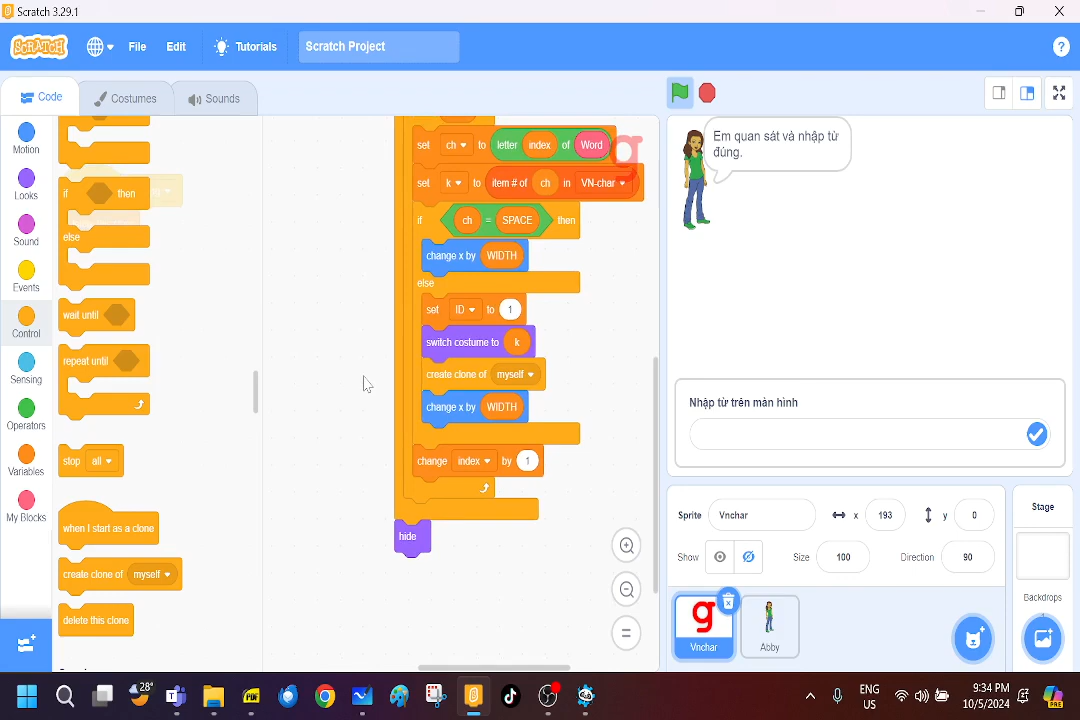 Scratch 3.29.1
SCRATCH
File
Edit
Tutorials
Scratch Project
?
Code
Costumes
Sounds
Motion
Looks
Sound
Events
Control
Sensing
Operators
Variables
My Blocks
if then
else
wait until
repeat until
stop all
when I start as a clone
create clone of myself
delete this clone
set ch to letter index of Word
set k to item # of ch in VN-char
if ch = SPACE then
change x by WIDTH
else
set ID to 1
switch costume to k
create clone of myself
change x by WIDTH
change index by 1
hide
g
Em quan sát và nhập từ
đúng.
Nhập từ trên màn hình
Sprite
Vnchar
x
193
y
0
Show
Size
100
Direction
90
g
Vnchar
Abby
Stage
Backdrops
28°
PDF
ENG
US
9:34 PM
10/5/2024
PRE